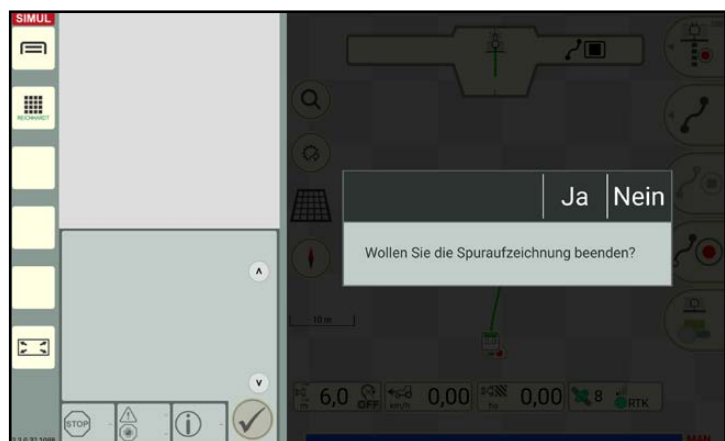 SIMUL
REICHHARDT
Ja Nein
Wollen Sie die Spuraufzeichnung beenden?
10 m
6,0 OFF km/h 0,00 ha 0,00 8 RTK
STOP
MAN